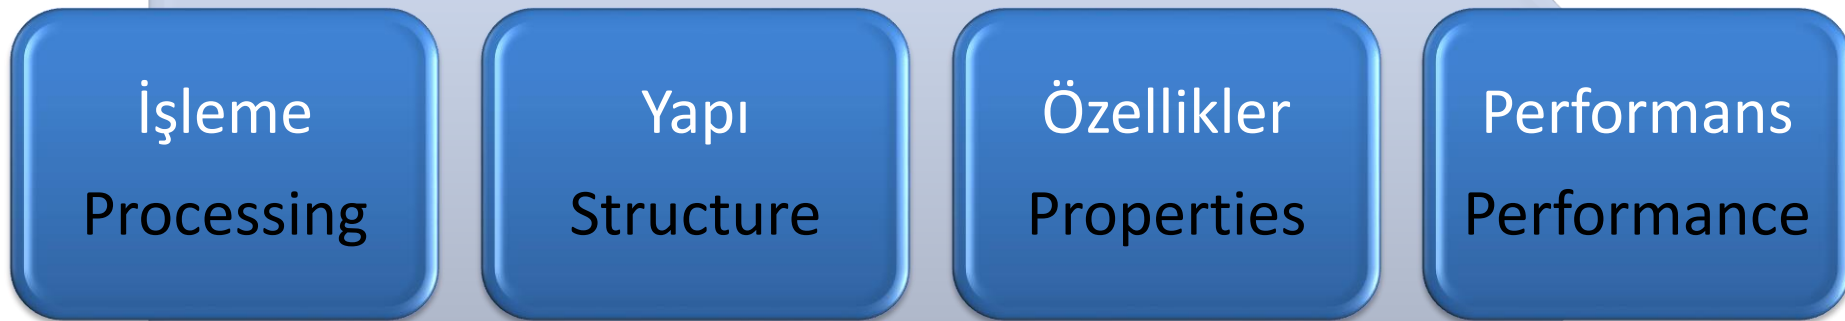 İşleme
Processing
Yapı
Structure
Özellikler
Properties
Performans
Performance